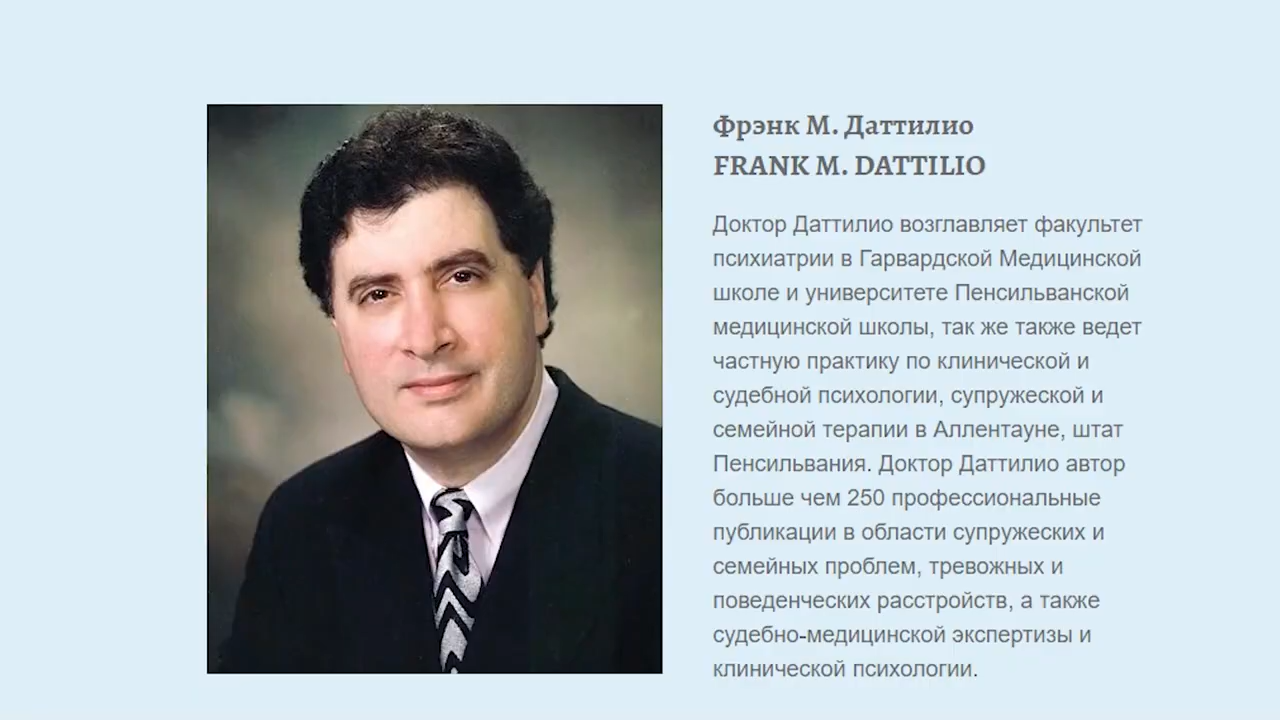 Фрэнк М. Даттилио
FRANK M. DATTILIO
Доктор Даттилио возглавляет факультет
психиатрии в Гарвардской Медицинской
школе и университете Пенсильванской
медицинской школы, так же также ведет
частную практику по клинической и
судебной психологии, супружеской и
семейной терапии в Аллентауне, штат
Пенсильвания. Доктор Даттилио автор
больше чем 250 профессиональные
публикации в области супружеских и
семейных проблем, тревожных и
поведенческих расстройств, а также
судебно-медицинской экспертизы и
клинической психологии.